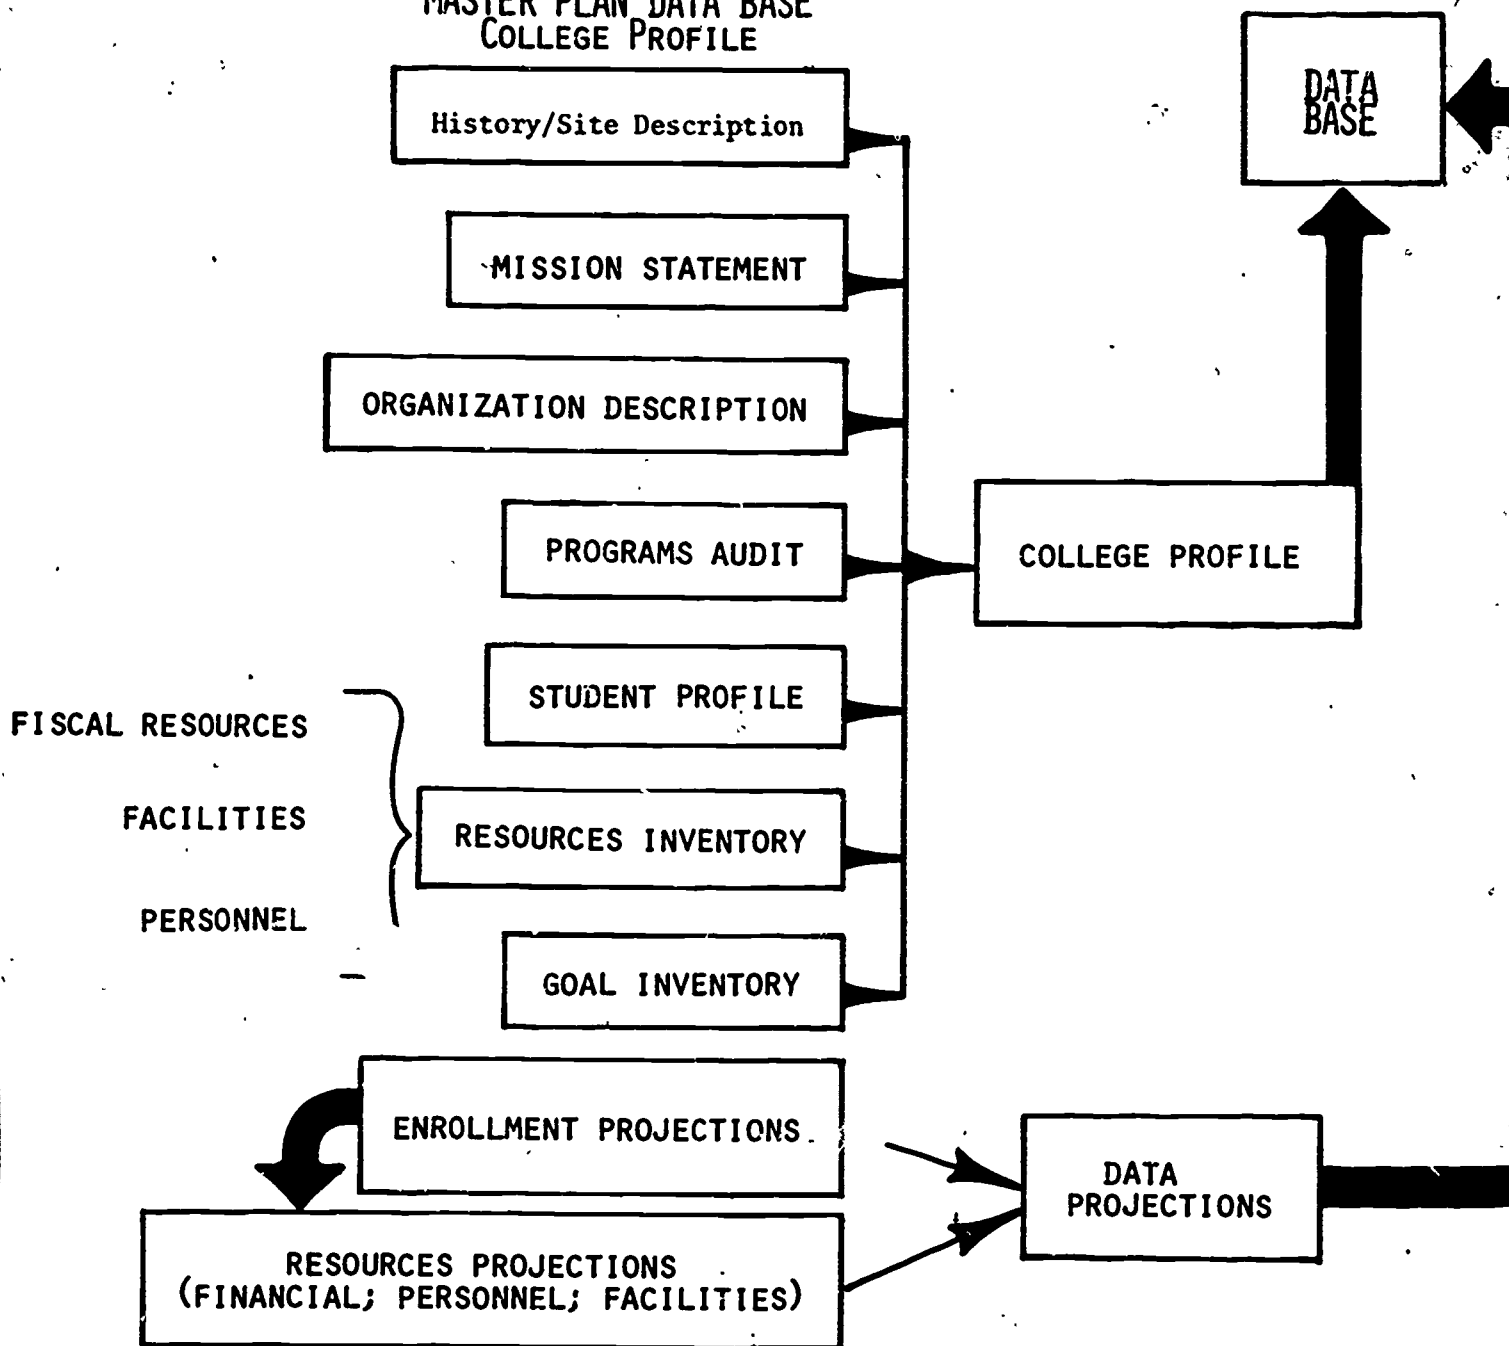 MASTER PLAN DATA BASE
COLLEGE PROFILE
DATA
BASE
History/Site Description
MISSION STATEMENT
ORGANIZATION DESCRIPTION
PROGRAMS AUDIT
COLLEGE PROFILE
STUDENT PROFILE
FISCAL RESOURCES
FACILITIES
RESOURCES INVENTORY
PERSONNEL
GOAL INVENTORY
ENROLLMENT PROJECTIONS
DATA
PROJECTIONS
RESOURCES PROJECTIONS
(FINANCIAL; PERSONNEL; FACILITIES)